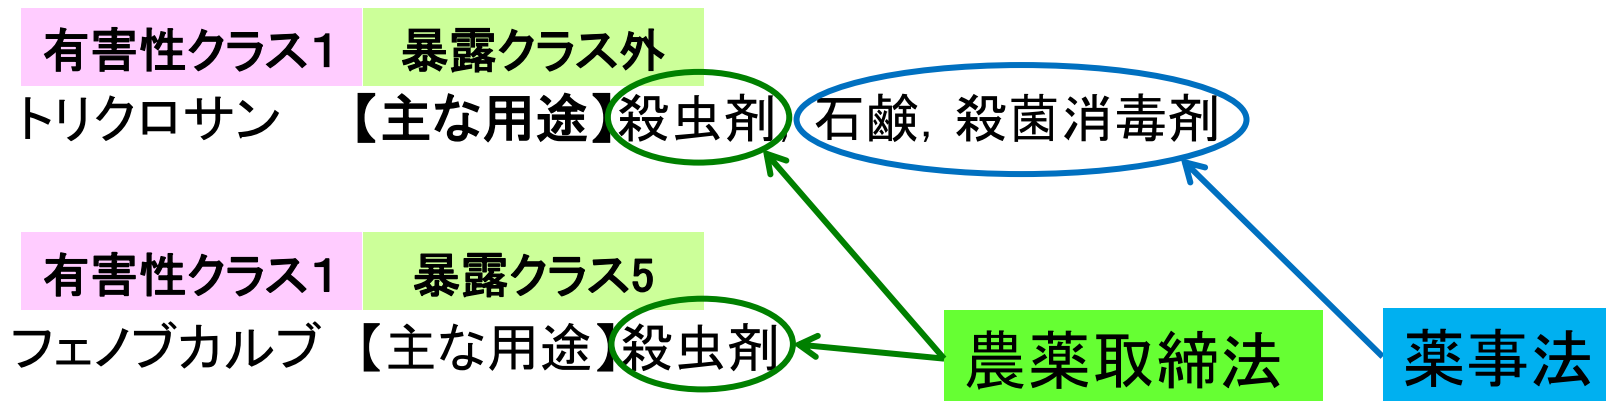 有害性クラス1 暴露クラス外
トリクロサン 【主な用途】殺虫剤, 石鹸, 殺菌消毒剤
有害性クラス1 暴露クラス5
フェノブカルブ 【主な用途】殺虫剤
農薬取締法 薬事法